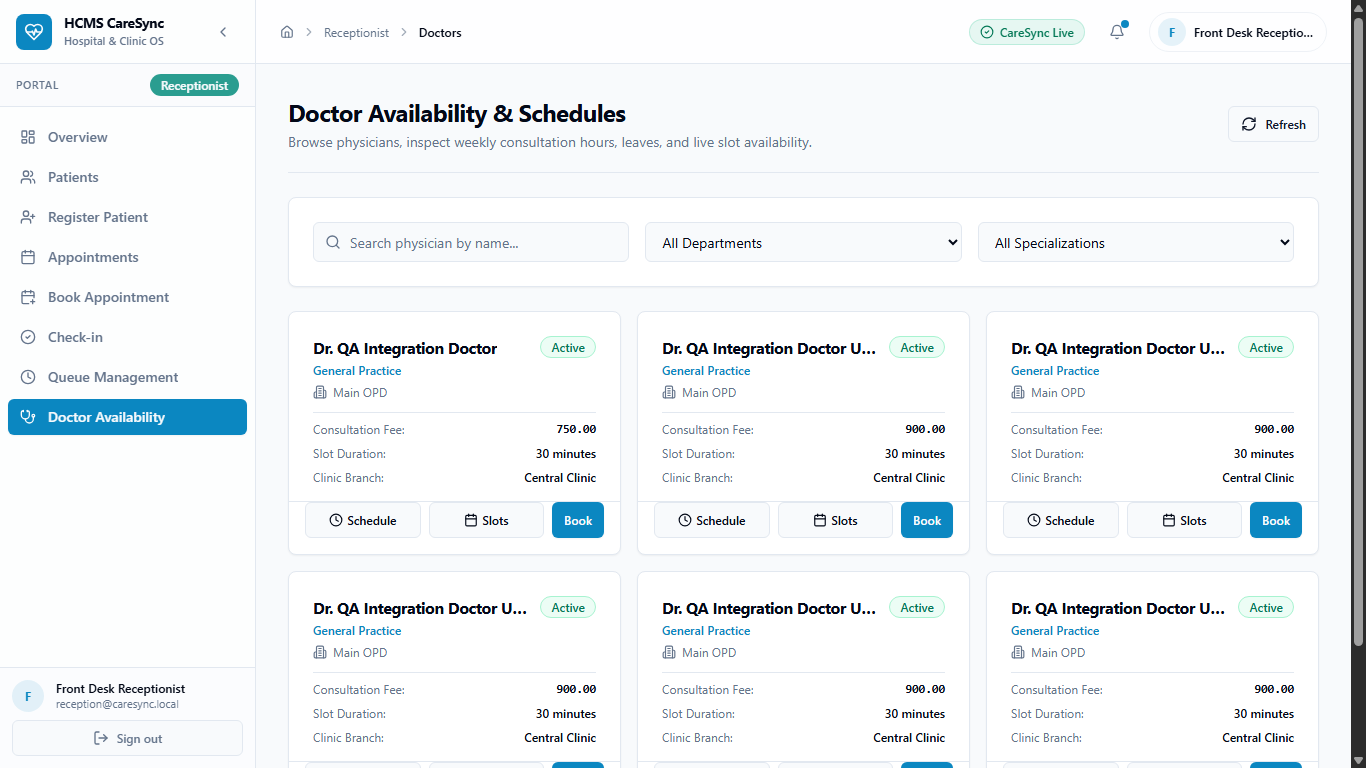 HCMS CareSync
Hospital & Clinic OS
PORTAL
Receptionist
Overview
Patients
Register Patient
Appointments
Book Appointment
Check-in
Queue Management
Doctor Availability
F
Front Desk Receptionist
reception@caresync.local
Sign out
Receptionist
Doctors
CareSync Live
F
Front Desk Receptio...
Doctor Availability & Schedules
Browse physicians, inspect weekly consultation hours, leaves, and live slot availability.
Refresh
Search physician by name...
All Departments
All Specializations
Dr. QA Integration Doctor
Active
General Practice
Main OPD
Consultation Fee: 750.00
Slot Duration: 30 minutes
Clinic Branch: Central Clinic
Schedule
Slots
Book
Dr. QA Integration Doctor U...
Active
General Practice
Main OPD
Consultation Fee: 900.00
Slot Duration: 30 minutes
Clinic Branch: Central Clinic
Schedule
Slots
Book
Dr. QA Integration Doctor U...
Active
General Practice
Main OPD
Consultation Fee: 900.00
Slot Duration: 30 minutes
Clinic Branch: Central Clinic
Schedule
Slots
Book
Dr. QA Integration Doctor U...
Active
General Practice
Main OPD
Consultation Fee: 900.00
Slot Duration: 30 minutes
Clinic Branch: Central Clinic
Dr. QA Integration Doctor U...
Active
General Practice
Main OPD
Consultation Fee: 900.00
Slot Duration: 30 minutes
Clinic Branch: Central Clinic
Dr. QA Integration Doctor U...
Active
General Practice
Main OPD
Consultation Fee: 900.00
Slot Duration: 30 minutes
Clinic Branch: Central Clinic